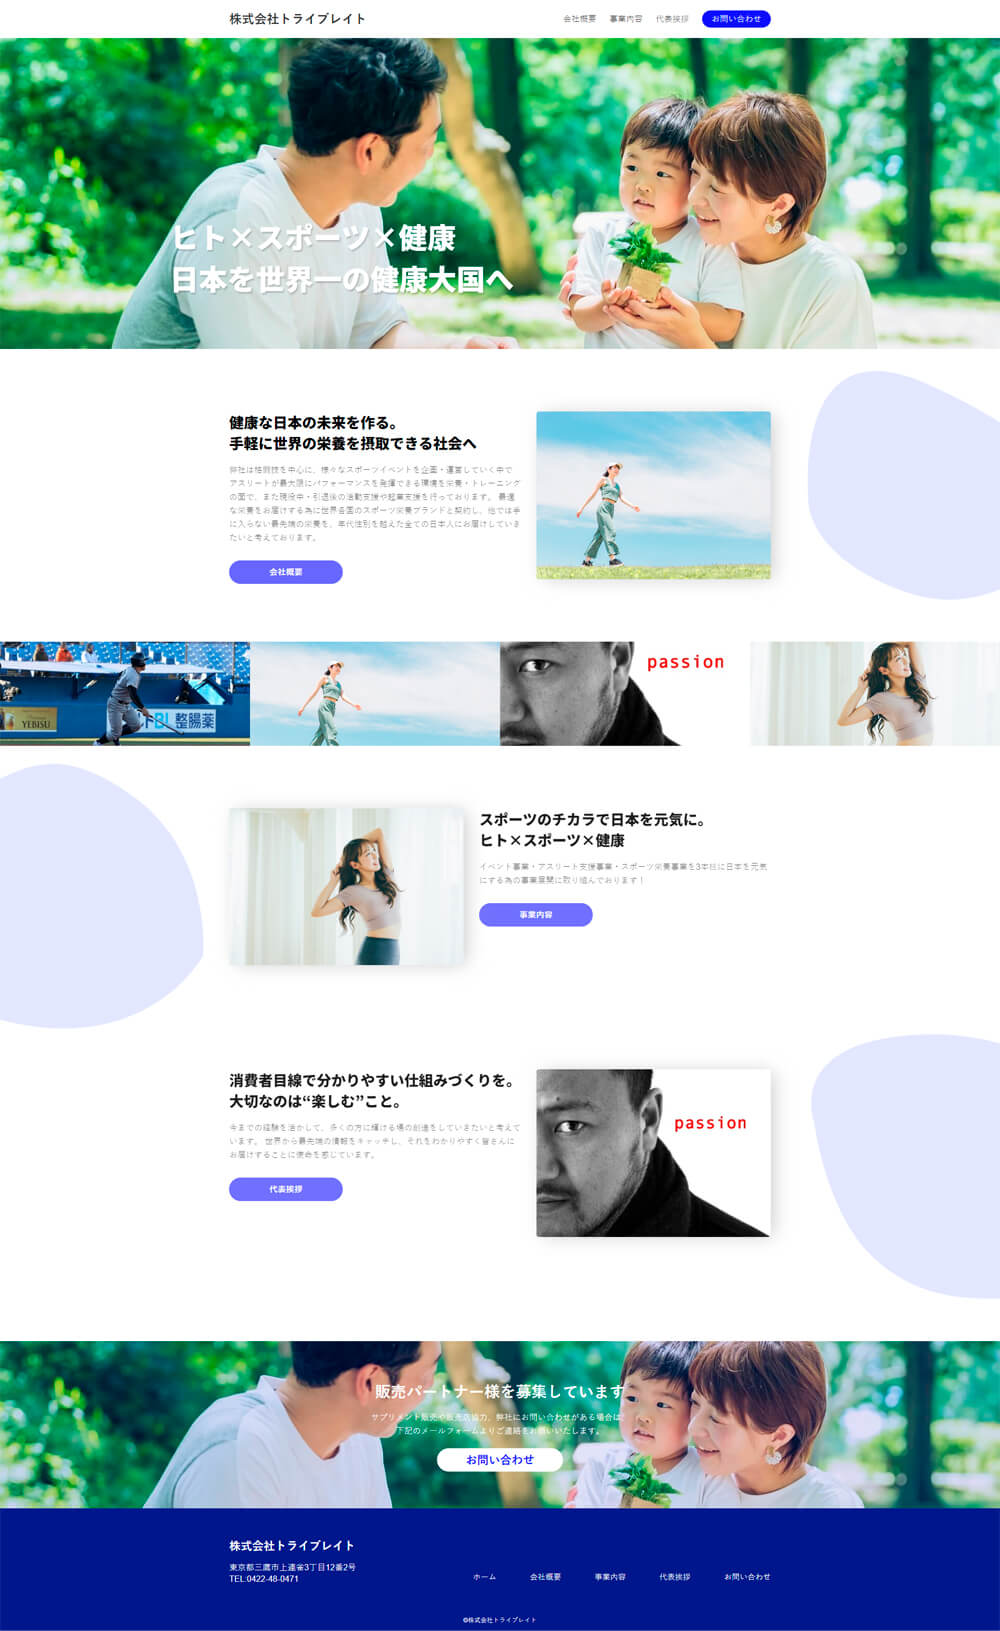 株式会社トライブレイト
会社概要 事業内容 代表挨拶 お問い合わせ
ヒト×スポーツ×健康
日本を世界一の健康大国へ
健康な日本の未来を作る。
手軽に世界の栄養を摂取できる社会へ
弊社は格闘技を中心に、様々なスポーツイベントを企画・運営していく中で
アスリートが最大限にパフォーマンスを発揮できる環境を栄養・トレーニング
の面で、また現役中・引退後の活動支援や起業支援を行っております。 最適
な栄養をお届けする為に世界各国のスポーツ栄養ブランドと契約し、他では手
に入らない最先端の栄養を、年代性別を越えた全ての日本人にお届けしていき
たいと考えております。
会社概要
YEBISU
整腸薬
passion
スポーツのチカラで日本を元気に。
ヒト×スポーツ×健康
イベント事業・アスリート支援事業・スポーツ栄養事業を3本柱に日本を元気
にする為の事業展開に取り組んでおります！
事業内容
消費者目線で分かりやすい仕組みづくりを。
大切なのは“楽しむ”こと。
今までの経験を活かして、多くの方に輝ける場の創造をしていきたいと考えて
います。 世界から最先端の情報をキャッチし、それをわかりやすく皆さんに
お届けすることに使命を感じています。
代表挨拶
passion
販売パートナー様を募集しています
サプリメント販売や販売店協力、弊社にお問い合わせがある場合は、
下記のメールフォームよりご連絡をお願いいたします。
お問い合わせ
株式会社トライブレイト
東京都三鷹市上連雀3丁目12番2号
TEL:0422-48-0471
ホーム 会社概要 事業内容 代表挨拶 お問い合わせ
©株式会社トライブレイト